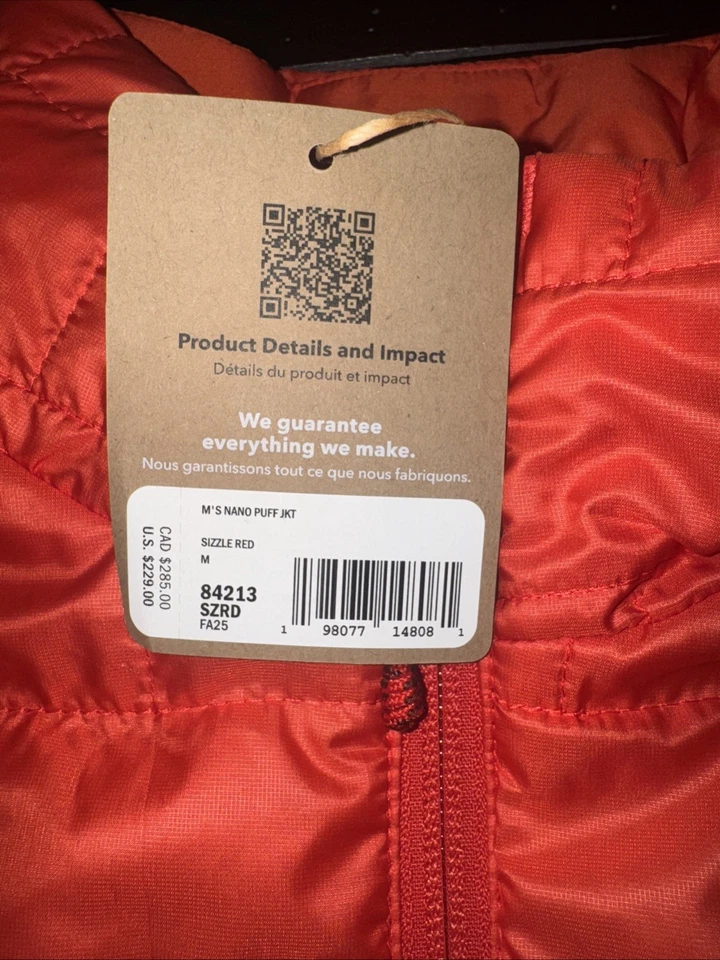 Product Details and Impact
Détails du produit et impact
We guarantee
everything we make.
Nous garantissons tout ce que nous fabriquons.
CAD $285.00
U.S. $229.00
M'S NANO PUFF JKT
SIZZLE RED
M
84213
SZRD
FA25
1 98077 14808 1